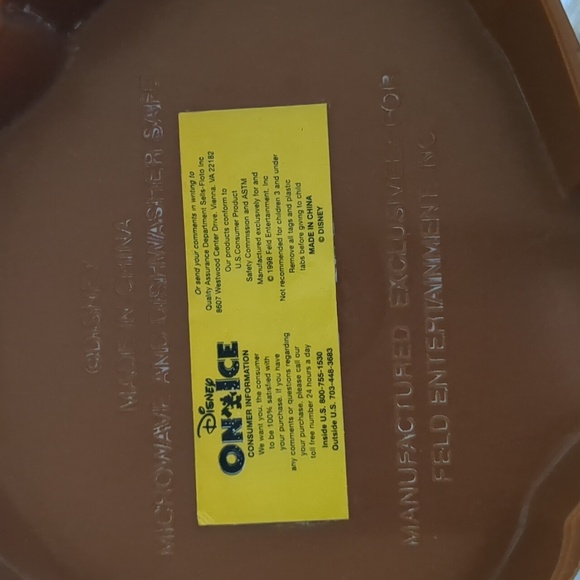 ©DISNEY
MADE IN CHINA
MICROWAVE AND DISHWASHER SAFE
DISNEY
ON ICE
CONSUMER INFORMATION
We want you, the consumer
to be 100% satisfied with
your purchase. If you have
any comments or questions regarding
your purchase, please call our
toll free number 24 hours a day
Inside U.S. 800-755-1530
Outside U.S. 703-448-3683
Or send your comments in writing to
Quality Assurance Department Sells-Floto Inc
8607 Westwood Center Drive, Vienna, VA 22182
Our products conform to
U.S.Consumer Product
Safety Commission and ASTM
Manufactured exclusively for and
© 1998 Feld Entertainment, Inc
Not recommended for children 3 and under
Remove all tags and plastic
tabs before giving to child
MADE IN CHINA
© DISNEY
MANUFACTURED EXCLUSIVELY FOR
FELD ENTERTAINMENT INC